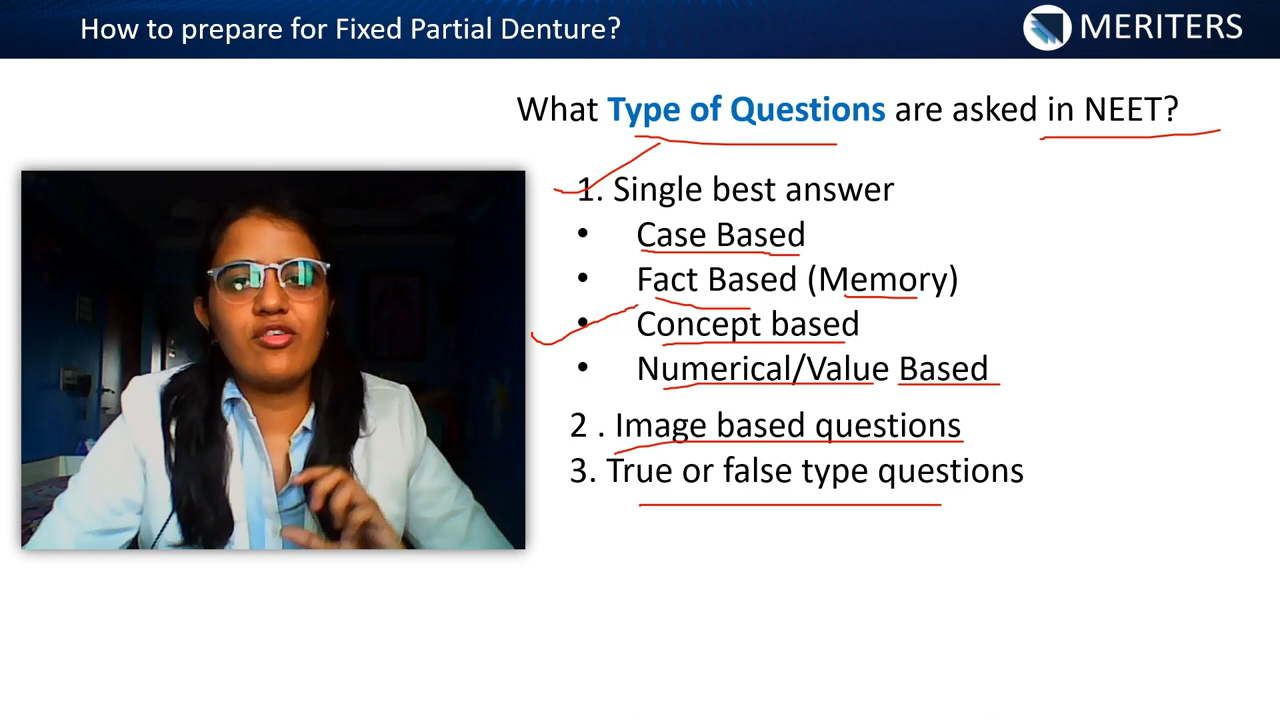 How to prepare for Fixed Partial Denture?
MERITERS
What Type of Questions are asked in NEET?
1. Single best answer
• Case Based
• Fact Based (Memory)
• Concept based
• Numerical/Value Based
2 . Image based questions
3. True or false type questions